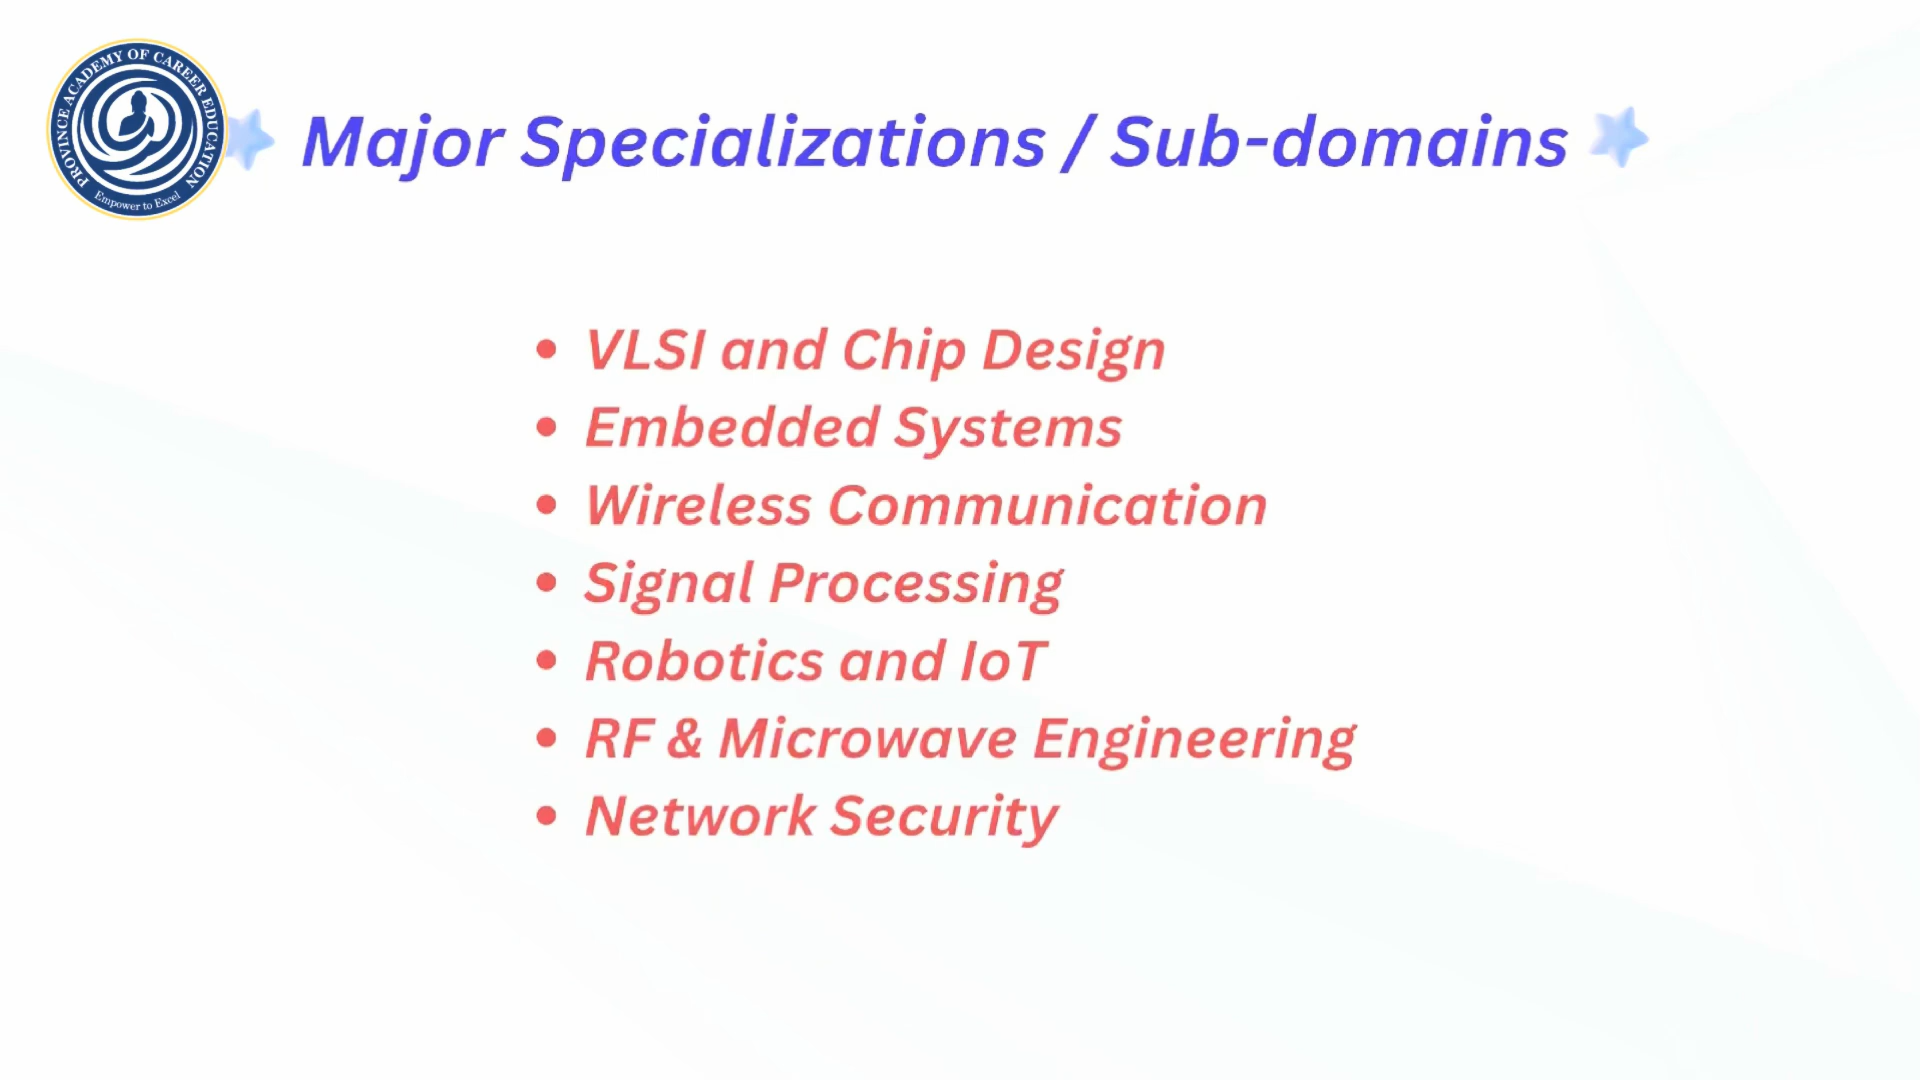 PROVINCE ACADEMY OF CAREER EDUCATION
Empower to Excel
Major Specializations / Sub-domains
• VLSI and Chip Design
• Embedded Systems
• Wireless Communication
• Signal Processing
• Robotics and IoT
• RF & Microwave Engineering
• Network Security